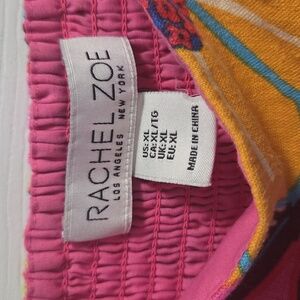 RACHEL ZOE
LOS ANGELES NEW YORK
US: XL
CA: XL/TG
UK: XL
EU: XL
MADE IN CHINA